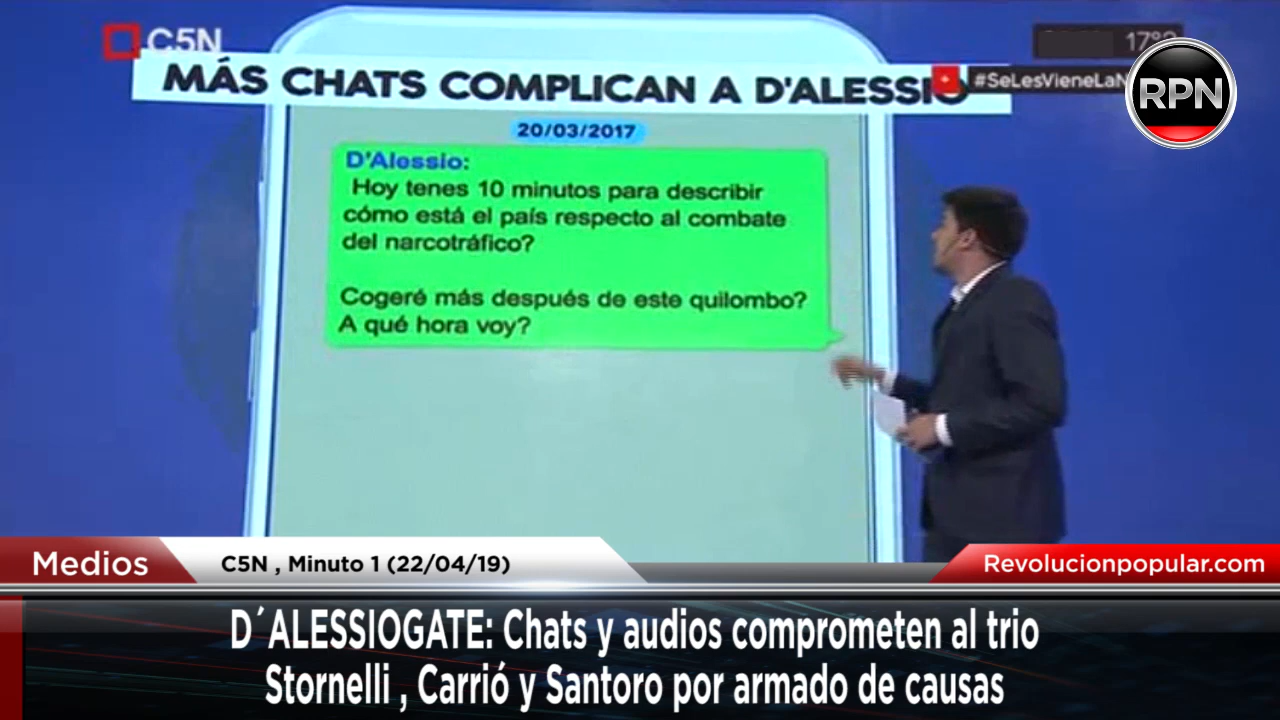 C5N
17º
MÁS CHATS COMPLICAN A D'ALESSIO
#SeLesVieneLaN
RPN
20/03/2017
D'Alessio:
Hoy tenes 10 minutos para describir
cómo está el país respecto al combate
del narcotráfico?
Cogeré más después de este quilombo?
A qué hora voy?
Medios
C5N , Minuto 1 (22/04/19)
Revolucionpopular.com
D´ALESSIOGATE: Chats y audios comprometen al trio
Stornelli , Carrió y Santoro por armado de causas